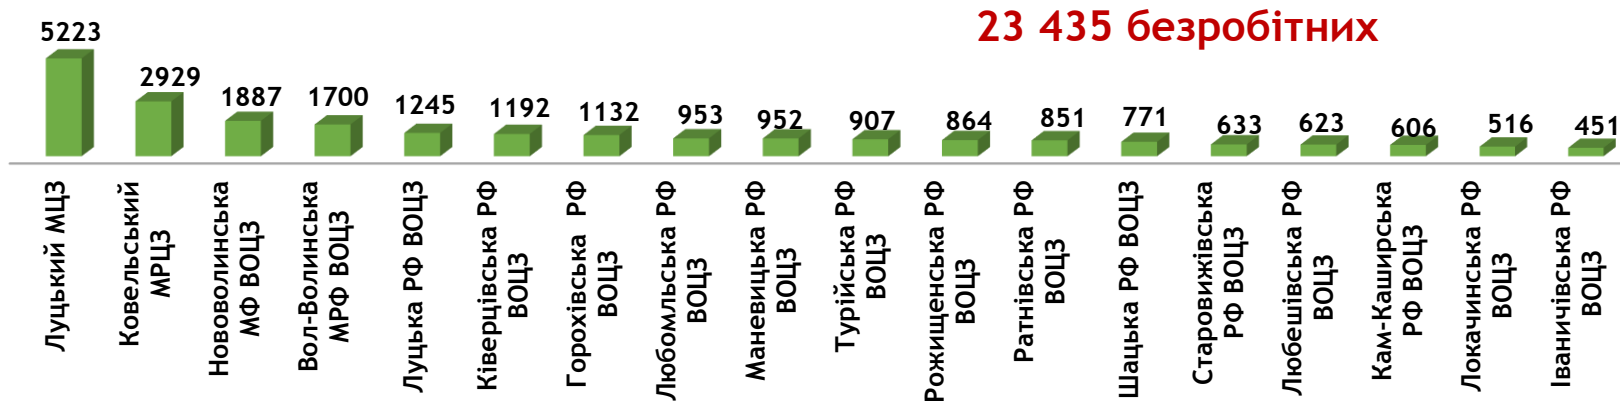 23 435 безробітних
5223
2929
1887
1700
1245
1192
1132
953
952
907
864
851
771
633
623
606
516
451
Луцький МЦЗ
Ковельський
МРЦЗ
Нововолинська
МФ ВОЦЗ
Вол-Волинська
МРФ ВОЦЗ
Луцька РФ ВОЦЗ
Ківерцівська РФ
ВОЦЗ
Горохівська РФ
ВОЦЗ
Любомльська РФ
ВОЦЗ
Маневицька РФ
ВОЦЗ
Турійська РФ
ВОЦЗ
Рожищенська РФ
ВОЦЗ
Ратнівська РФ
ВОЦЗ
Шацька РФ ВОЦЗ
Старовижівська
РФ ВОЦЗ
Любешівська РФ
ВОЦЗ
Кам-Каширська
РФ ВОЦЗ
Локачинська РФ
ВОЦЗ
Іваничівська РФ
ВОЦЗ